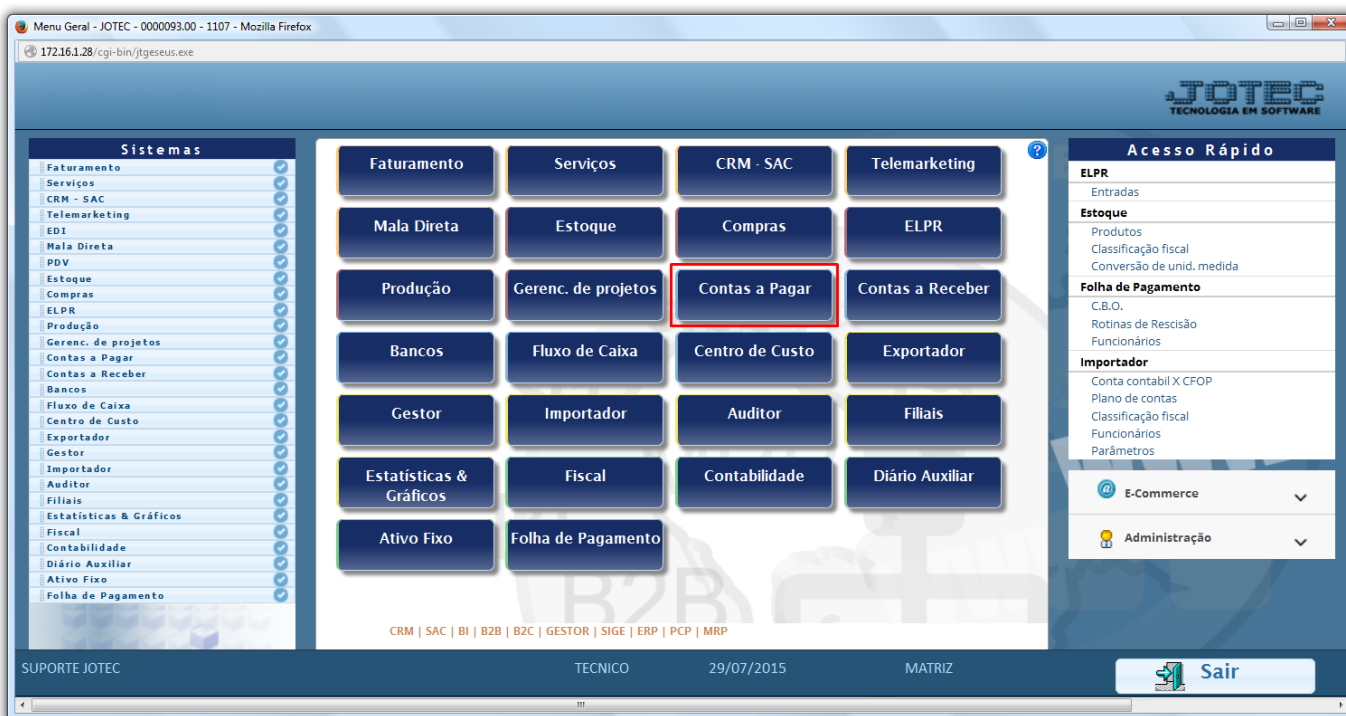 Menu Geral - JOTEC - 0000093.00 - 1107 - Mozilla Firefox
172.16.1.28/cgi-bin/jtgeseus.exe
JOTEC
TECNOLOGIA EM SOFTWARE
Sistemas
Faturamento
Serviços
CRM - SAC
Telemarketing
EDI
Mala Direta
PDV
Estoque
Compras
ELPR
Produção
Gerenc. de projetos
Contas a Pagar
Contas a Receber
Bancos
Fluxo de Caixa
Centro de Custo
Exportador
Gestor
Importador
Auditor
Filiais
Estatísticas & Gráficos
Fiscal
Contabilidade
Diário Auxiliar
Ativo Fixo
Folha de Pagamento
Faturamento Serviços CRM - SAC Telemarketing
Mala Direta Estoque Compras ELPR
Produção Gerenc. de projetos Contas a Pagar Contas a Receber
Bancos Fluxo de Caixa Centro de Custo Exportador
Gestor Importador Auditor Filiais
Estatísticas & Gráficos Fiscal Contabilidade Diário Auxiliar
Ativo Fixo Folha de Pagamento
B2B
CRM | SAC | BI | B2B | B2C | GESTOR | SIGE | ERP | PCP | MRP
Acesso Rápido
ELPR
Entradas
Estoque
Produtos
Classificação fiscal
Conversão de unid. medida
Folha de Pagamento
C.B.O.
Rotinas de Rescisão
Funcionários
Importador
Conta contabil X CFOP
Plano de contas
Classificação fiscal
Funcionários
Parâmetros
E-Commerce
Administração
SUPORTE JOTEC TECNICO 29/07/2015 MATRIZ Sair